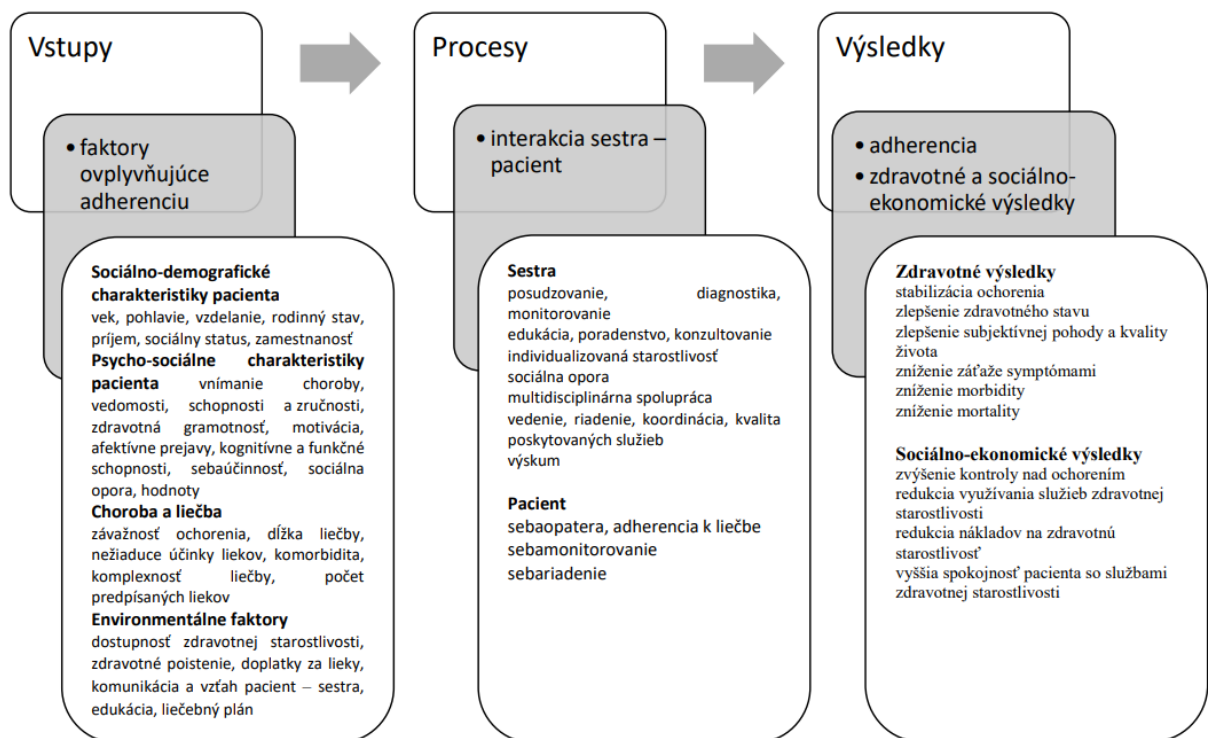 Vstupy
• faktory
ovplyvňujúce
adherenciu
Sociálno-demografické
charakteristiky pacienta
vek, pohlavie, vzdelanie, rodinný stav,
príjem, sociálny status, zamestnanosť
Psycho-sociálne charakteristiky
pacienta vnímanie choroby,
vedomosti, schopnosti a zručnosti,
zdravotná gramotnosť, motivácia,
afektívne prejavy, kognitívne a funkčné
schopnosti, sebaúčinnosť, sociálna
opora, hodnoty
Choroba a liečba
závažnosť ochorenia, dĺžka liečby,
nežiaduce účinky liekov, komorbidita,
komplexnosť liečby, počet
predpísaných liekov
Environmentálne faktory
dostupnosť zdravotnej starostlivosti,
zdravotné poistenie, doplatky za lieky,
komunikácia a vzťah pacient – sestra,
edukácia, liečebný plán
Procesy
• interakcia sestra –
pacient
Sestra
posudzovanie, diagnostika,
monitorovanie
edukácia, poradenstvo, konzultovanie
individualizovaná starostlivosť
sociálna opora
multidisciplinárna spolupráca
vedenie, riadenie, koordinácia, kvalita
poskytovaných služieb
výskum
Pacient
sebaopatera, adherencia k liečbe
sebamonitorovanie
sebariadenie
Výsledky
• adherencia
• zdravotné a sociálno-
ekonomické výsledky
Zdravotné výsledky
stabilizácia ochorenia
zlepšenie zdravotného stavu
zlepšenie subjektívnej pohody a kvality
života
zníženie záťaže symptómami
zníženie morbidity
zníženie mortality
Sociálno-ekonomické výsledky
zvýšenie kontroly nad ochorením
redukcia využívania služieb zdravotnej
starostlivosti
redukcia nákladov na zdravotnú
starostlivosť
vyššia spokojnosť pacienta so službami
zdravotnej starostlivosti